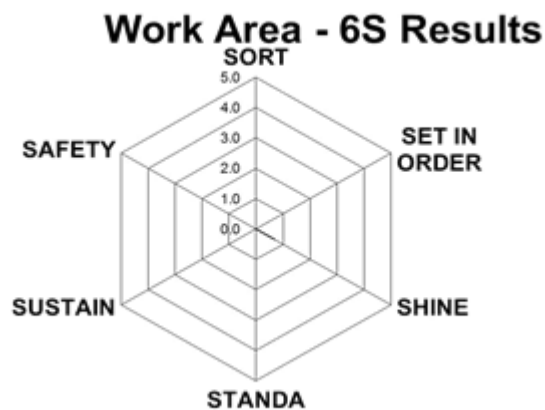 Work Area - 6S Results
SORT
5.0
4.0
3.0
2.0
1.0
0.0
SET IN
ORDER
SAFETY
SUSTAIN
SHINE
STANDA